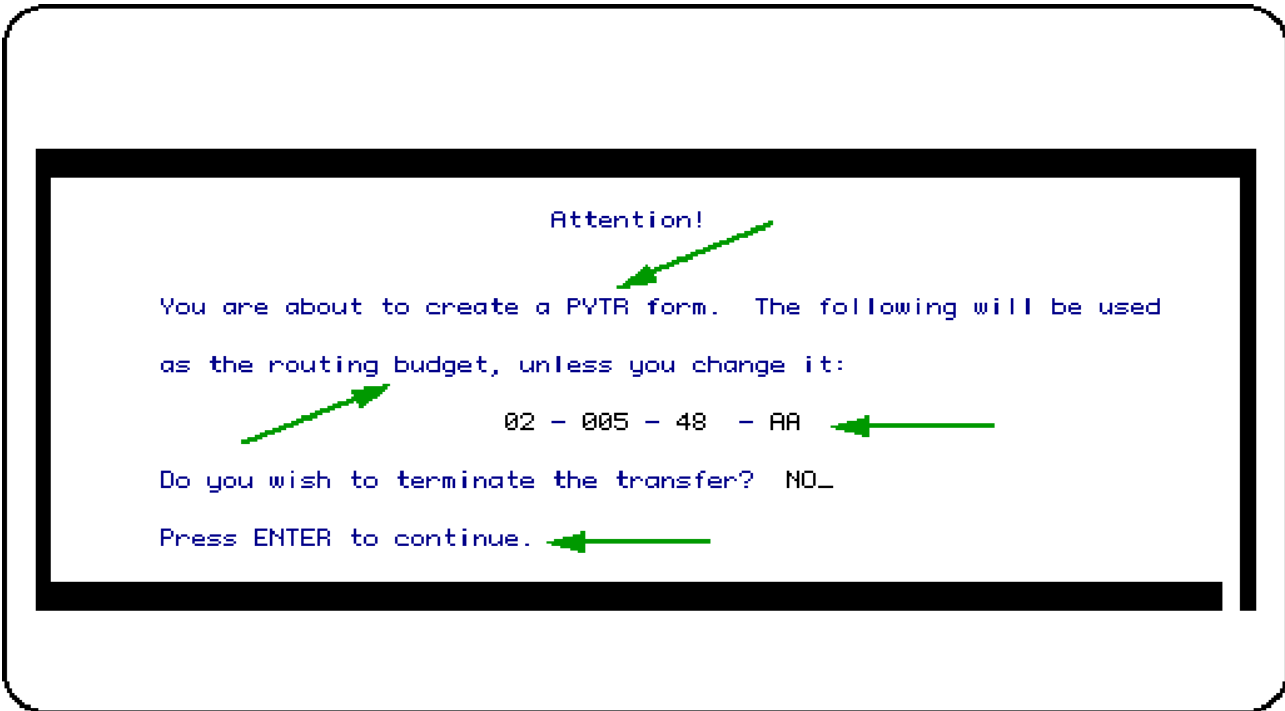 Attention!
You are about to create a PYTR form. The following will be used
as the routing budget, unless you change it:
02 - 005 - 48 - AA
Do you wish to terminate the transfer? NO_
Press ENTER to continue.